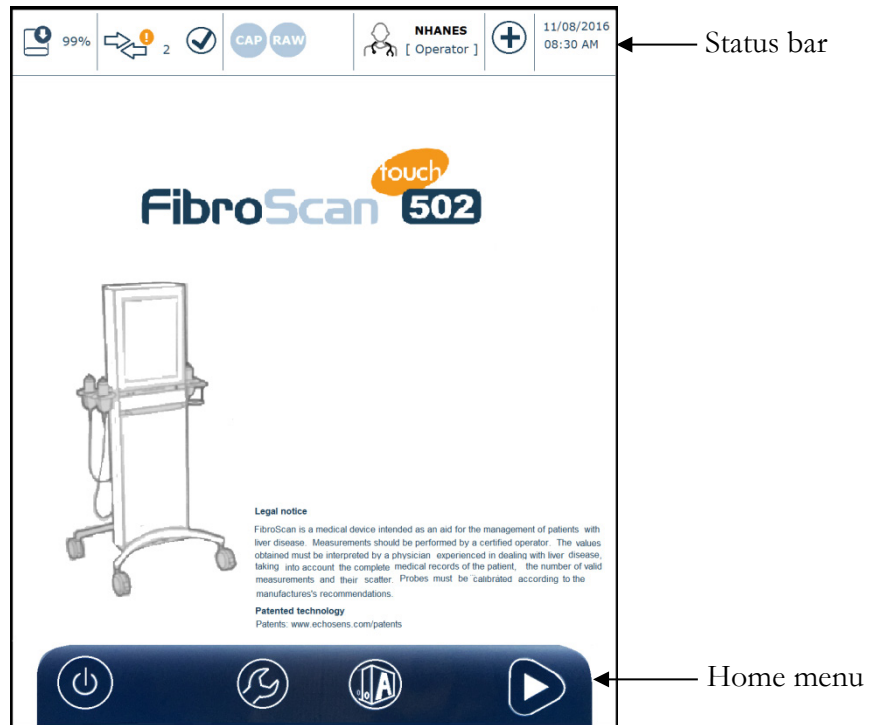 99%
2
CAP RAW
NHANES
[ Operator ]
11/08/2016
08:30 AM
Status bar
touch
FibroScan 502
Legal notice
FibroScan is a medical device intended as an aid for the management of patients with
liver disease. Measurements should be performed by a certified operator. The values
obtained must be interpreted by a physician experienced in dealing with liver disease,
taking into account the complete medical records of the patient, the number of valid
measurements and their scatter. Probes must be calibrated according to the
manufactures's recommendations.
Patented technology
Patents: www.echosens.com/patents
A
Home menu